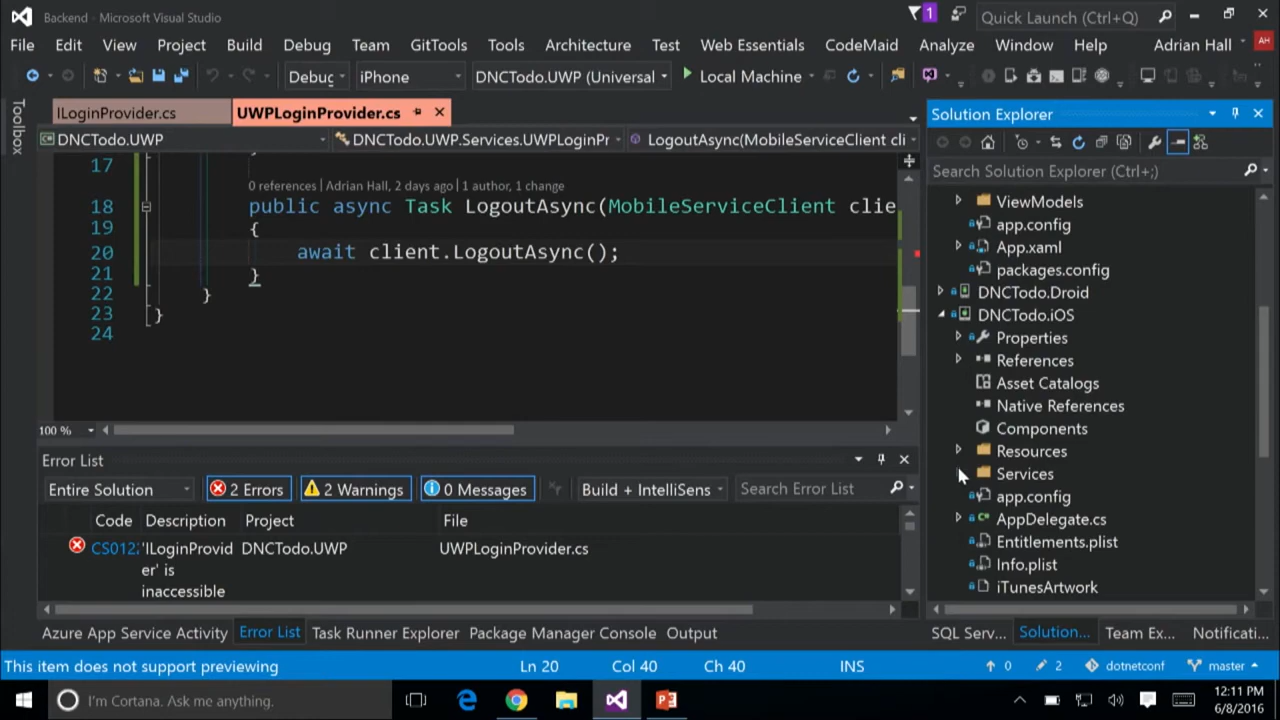 Backend - Microsoft Visual Studio
1
Quick Launch (Ctrl+Q)
File Edit View Project Build Debug Team GitTools Tools Architecture Test Web Essentials CodeMaid Analyze Window Help Adrian Hall AH
Debug iPhone DNCTodo.UWP (Universal Local Machine
Toolbox
ILoginProvider.cs UWPLoginProvider.cs
DNCTodo.UWP DNCTodo.UWP.Services.UWPLoginPr LogoutAsync(MobileServiceClient cli
17
0 references | Adrian Hall, 2 days ago | 1 author, 1 change
18 public async Task LogoutAsync(MobileServiceClient clie
19 {
20 await client.LogoutAsync();
21 }
22 }
23 }
24
100 %
Error List
Entire Solution 2 Errors 2 Warnings 0 Messages Build + IntelliSens Search Error List
Code Description Project File
CS012 'ILoginProvid DNCTodo.UWP UWPLoginProvider.cs
er' is
inaccessible
Azure App Service Activity Error List Task Runner Explorer Package Manager Console Output
Solution Explorer
Search Solution Explorer (Ctrl+;)
ViewModels
app.config
App.xaml
packages.config
DNCTodo.Droid
DNCTodo.iOS
Properties
References
Asset Catalogs
Native References
Components
Resources
Services
app.config
AppDelegate.cs
Entitlements.plist
Info.plist
iTunesArtwork
SQL Serv... Solution... Team Ex... Notificati...
This item does not support previewing Ln 20 Col 40 Ch 40 INS 0 2 dotnetconf master
I'm Cortana. Ask me anything.
12:11 PM
6/8/2016